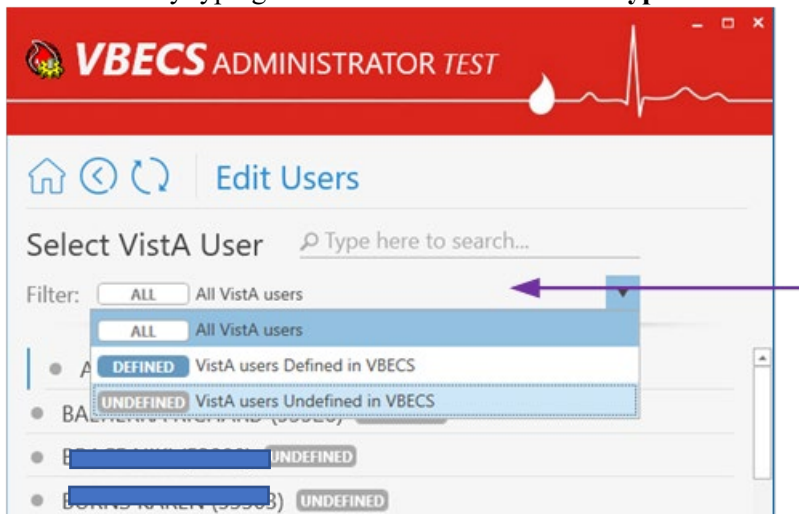 VBECS ADMINISTRATOR TEST
Edit Users
Select VistA User Type here to search...
Filter: ALL All VistA users
ALL All VistA users
DEFINED VistA users Defined in VBECS
UNDEFINED VistA users Undefined in VBECS
UNDEFINED
UNDEFINED